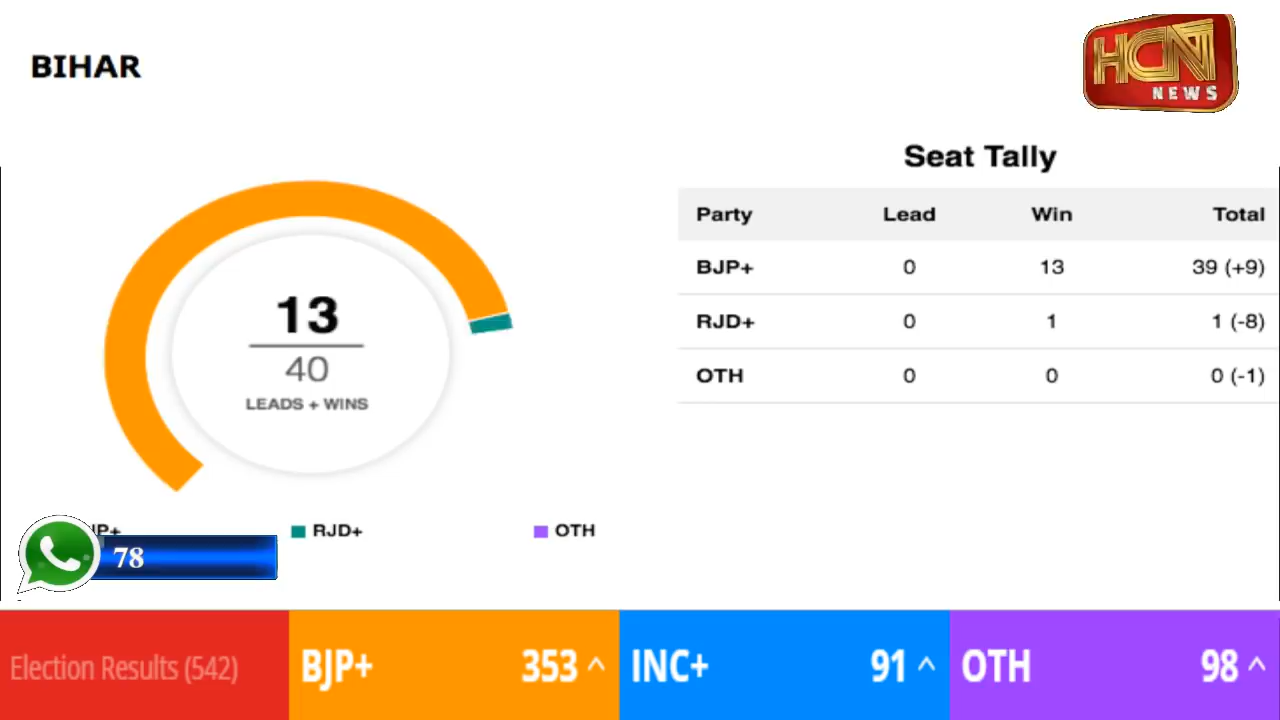 BIHAR
HCN
NEWS
Seat Tally
Party Lead Win Total
BJP+ 0 13 39 (+9)
RJD+ 0 1 1 (-8)
OTH 0 0 0 (-1)
13
40
LEADS + WINS
JP+ RJD+ OTH
78
Election Results (542) BJP+ 353 ^ INC+ 91 ^ OTH 98 ^